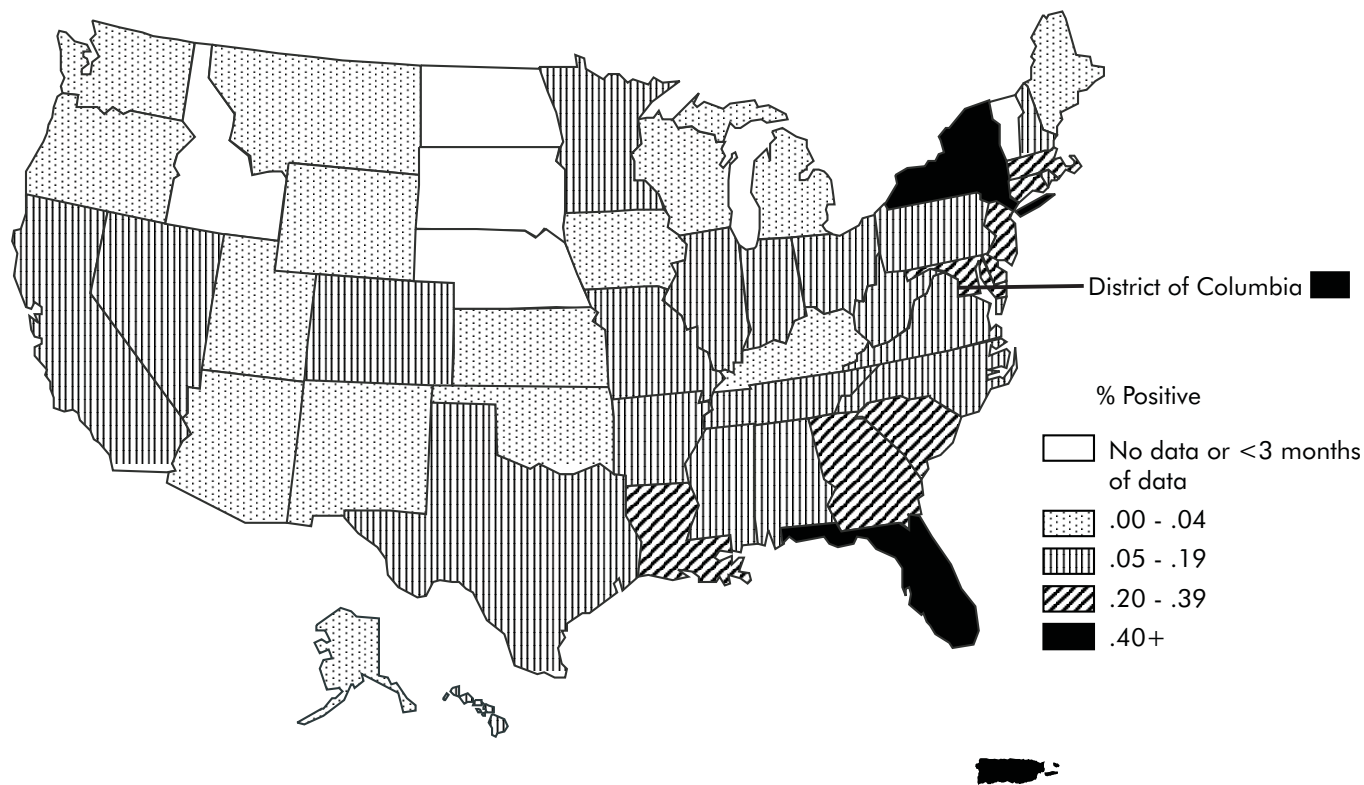 District of Columbia
% Positive
No data or <3 months
of data
.00 - .04
.05 - .19
.20 - .39
.40+